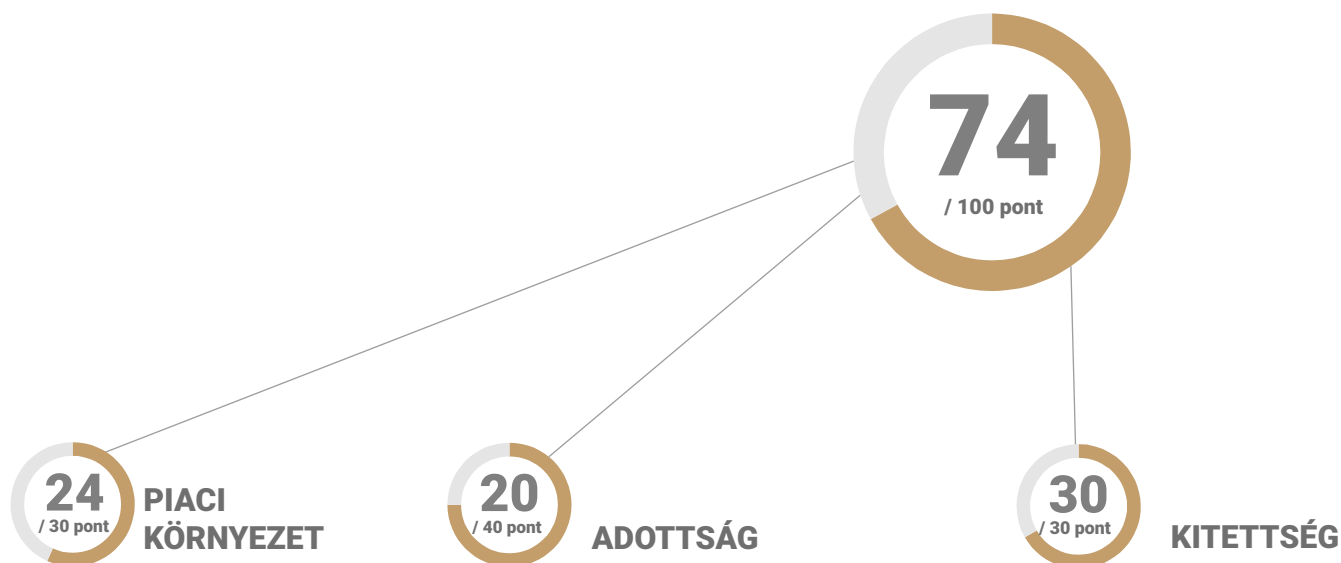 74
/ 100 pont
24
/ 30 pont
PIACI
KÖRNYEZET
20
/ 40 pont
ADOTTSÁG
30
/ 30 pont
KITETTSÉG